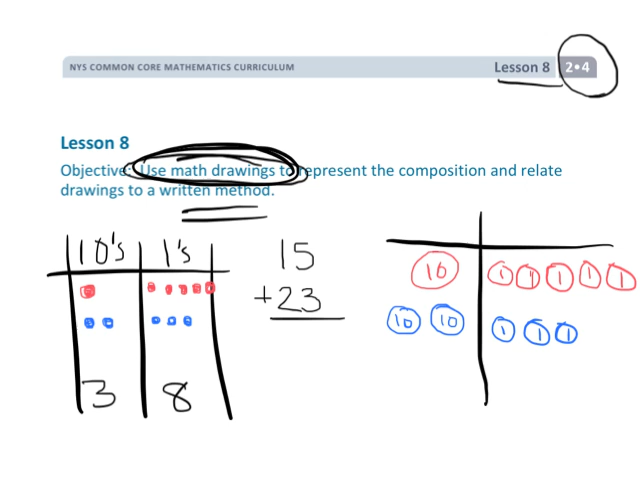 NYS COMMON CORE MATHEMATICS CURRICULUM Lesson 8 2•4
Lesson 8
Objective: Use math drawings to represent the composition and relate
drawings to a written method.
10's 1's
3 8
15
+23
10 1 1 1 1 1
10 10 1 1 1